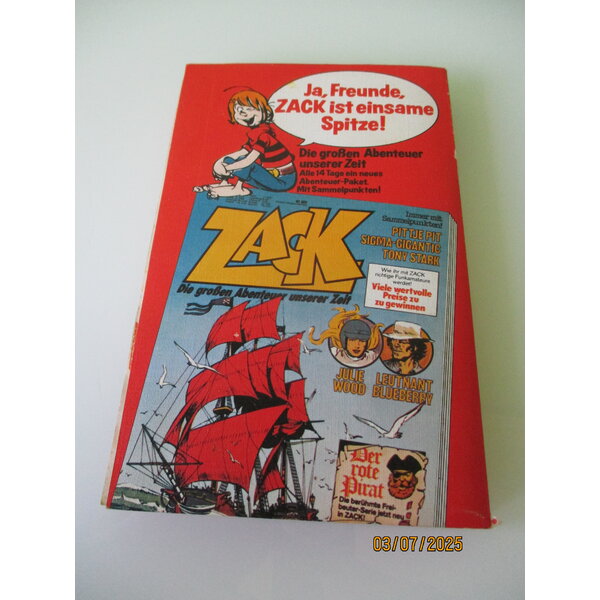 Ja, Freunde,
ZACK ist einsame
Spitze!
Die großen Abenteuer
unserer Zeit
Alle 14 Tage ein neues
Abenteuer-Paket.
Mit Sammelpunkten!
Immer mit
Sammelpunkten!
PITTJE PIT
SIGMA-GIGANTIC
TONY STARK
ZACK
Die großen Abenteuer unserer Zeit
Wie ihr mit ZACK
richtige Funkamateure
werdet!
Viele wertvolle
Preise zu
zu gewinnen
JULIE
WOOD
LEUTNANT
BLUEBERRY
Der
rote
Pirat
Die berühmte Frei-
beuter-Serie jetzt neu
in ZACK!
03/07/2025